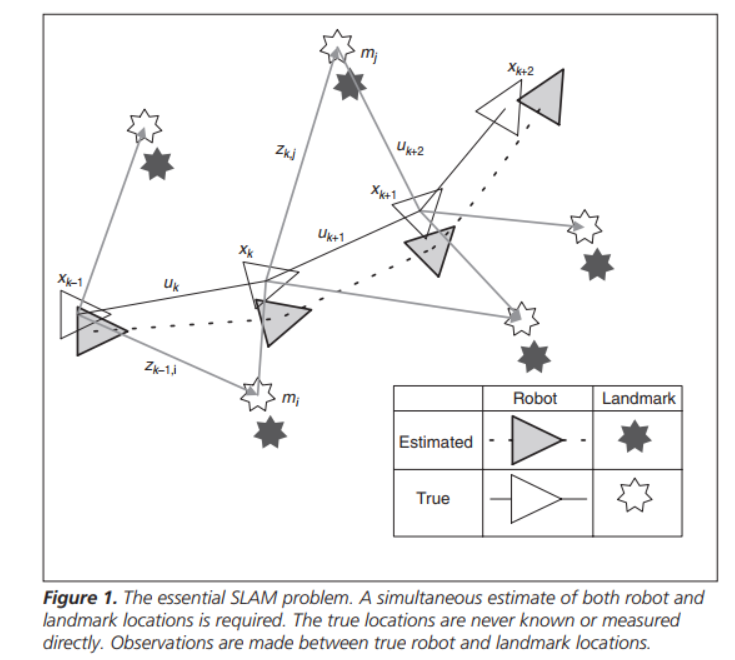 m_j
x_{k+2}
z_{k,j}
u_{k+2}
x_{k+1}
u_{k+1}
x_k
x_{k–1}
u_k
z_{k–1,i}
m_i
Robot Landmark
Estimated
True
Figure 1. The essential SLAM problem. A simultaneous estimate of both robot and
landmark locations is required. The true locations are never known or measured
directly. Observations are made between true robot and landmark locations.